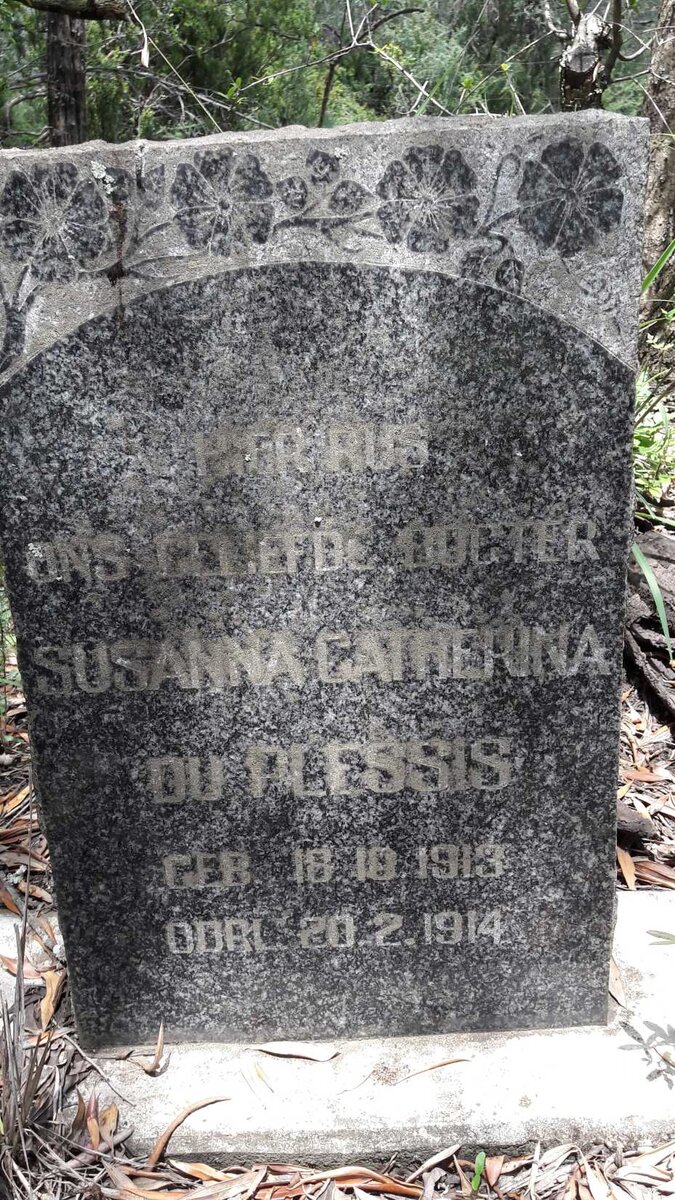 HIER RUS
ONS GELIEFDE DOGTER
SUSANNA CATHERINA
DU PLESSIS
GEB. 18.10.1913
OORL. 20.2.1914